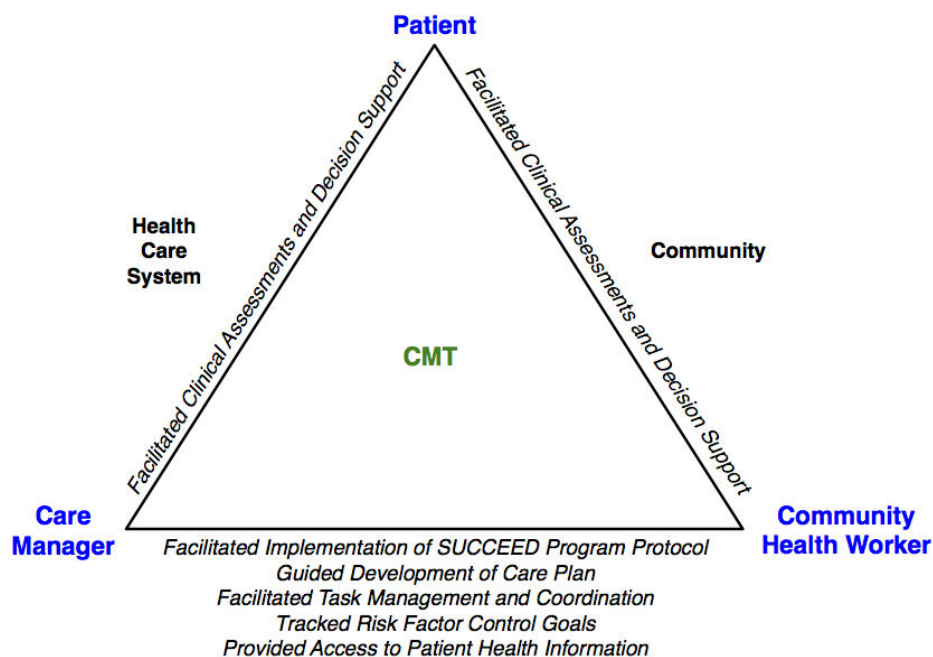 Patient
Facilitated Clinical Assessments and Decision Support
Facilitated Clinical Assessments and Decision Support
Health
Care
System
Community
CMT
Care
Manager
Community
Health Worker
Facilitated Implementation of SUCCEED Program Protocol
Guided Development of Care Plan
Facilitated Task Management and Coordination
Tracked Risk Factor Control Goals
Provided Access to Patient Health Information